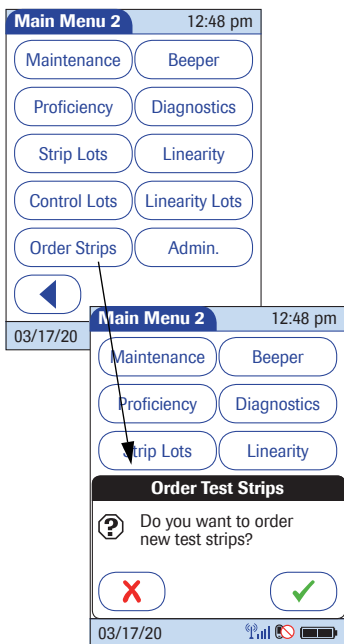 Main Menu 2 12:48 pm
Maintenance Beeper
Proficiency Diagnostics
Strip Lots Linearity
Control Lots Linearity Lots
Order Strips Admin.
03/17/20
Main Menu 2 12:48 pm
Maintenance Beeper
Proficiency Diagnostics
Strip Lots Linearity
Order Test Strips
Do you want to order
new test strips?
03/17/20